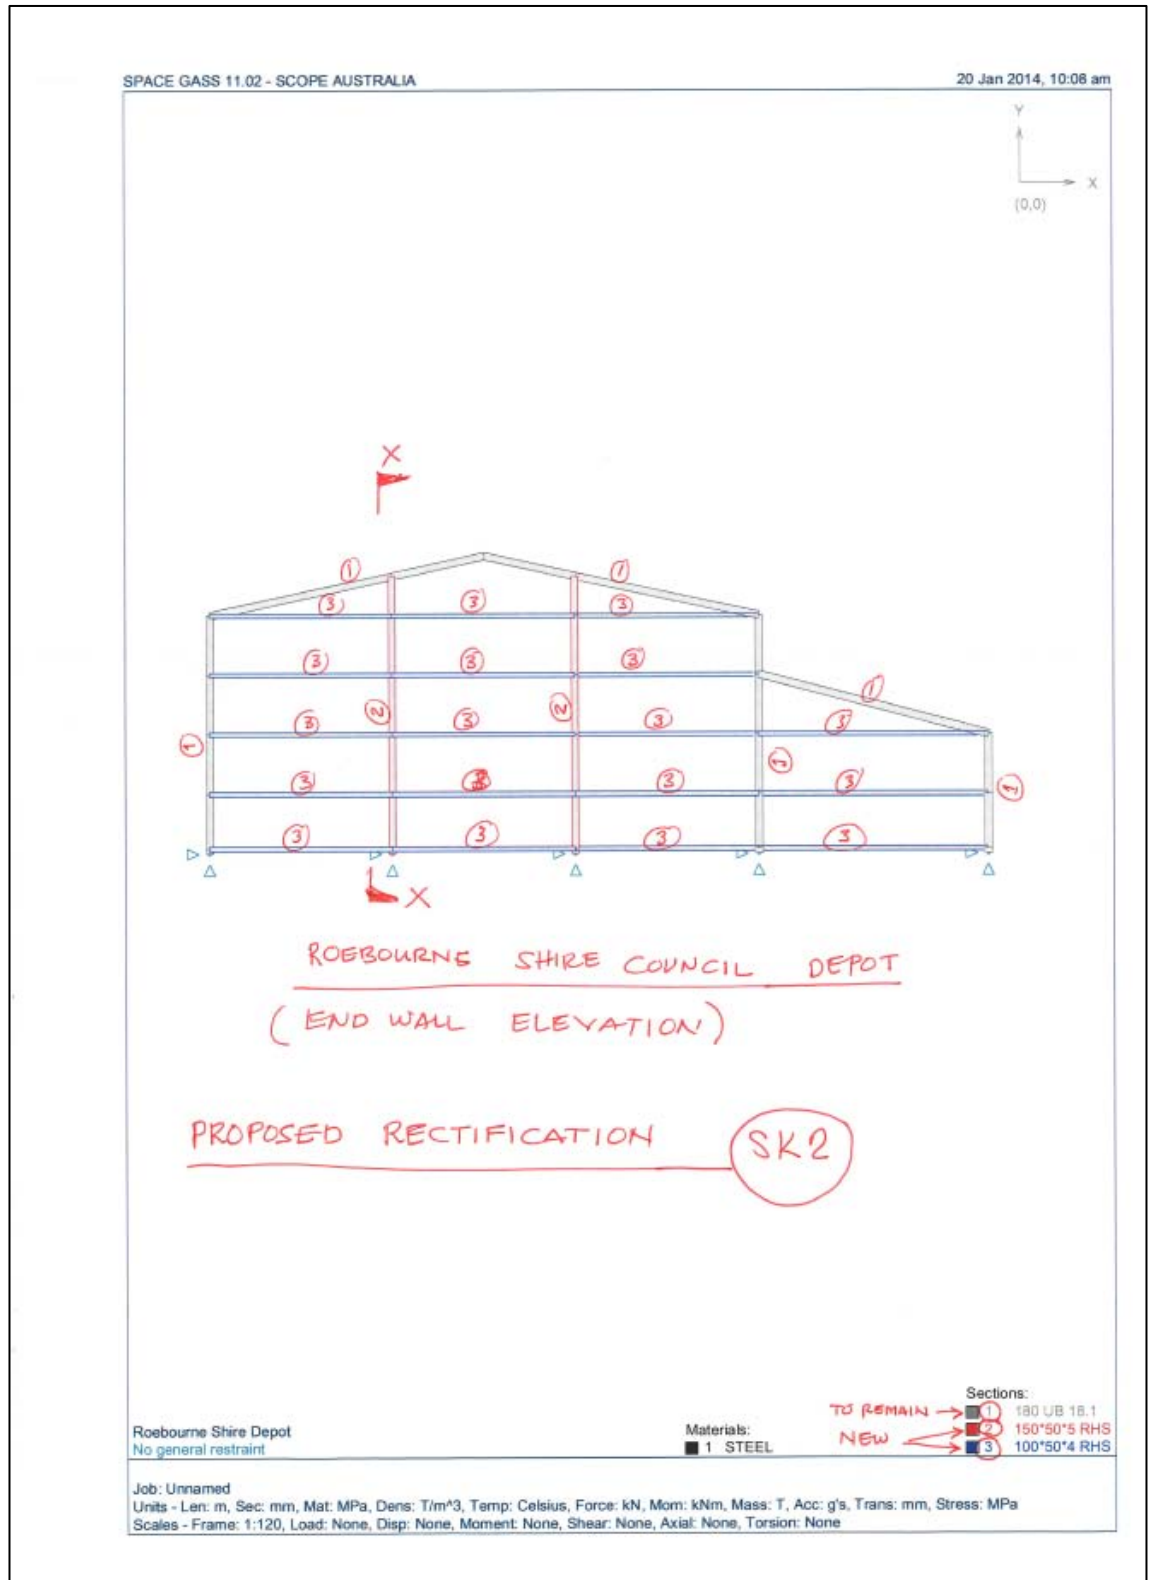 SPACE GASS 11.02 - SCOPE AUSTRALIA
20 Jan 2014, 10:06 am
Y
X
(0,0)
X
1 1
3 3 3
3 3 3
1
2 2
3 3 3 3
1 1 1
3 3 3 3
3 3 3 3
X
ROEBOURNE SHIRE COUNCIL DEPOT
(END WALL ELEVATION)
PROPOSED RECTIFICATION SK2
Sections:
TO REMAIN 1 180 UB 18.1
NEW 2 150*50*5 RHS
3 100*50*4 RHS
Materials:
1 STEEL
Roebourne Shire Depot
No general restraint
Job: Unnamed
Units - Len: m, Sec: mm, Mat: MPa, Dens: T/m^3, Temp: Celsius, Force: kN, Mom: kNm, Mass: T, Acc: g's, Trans: mm, Stress: MPa
Scales - Frame: 1:120, Load: None, Disp: None, Moment: None, Shear: None, Axial: None, Torsion: None